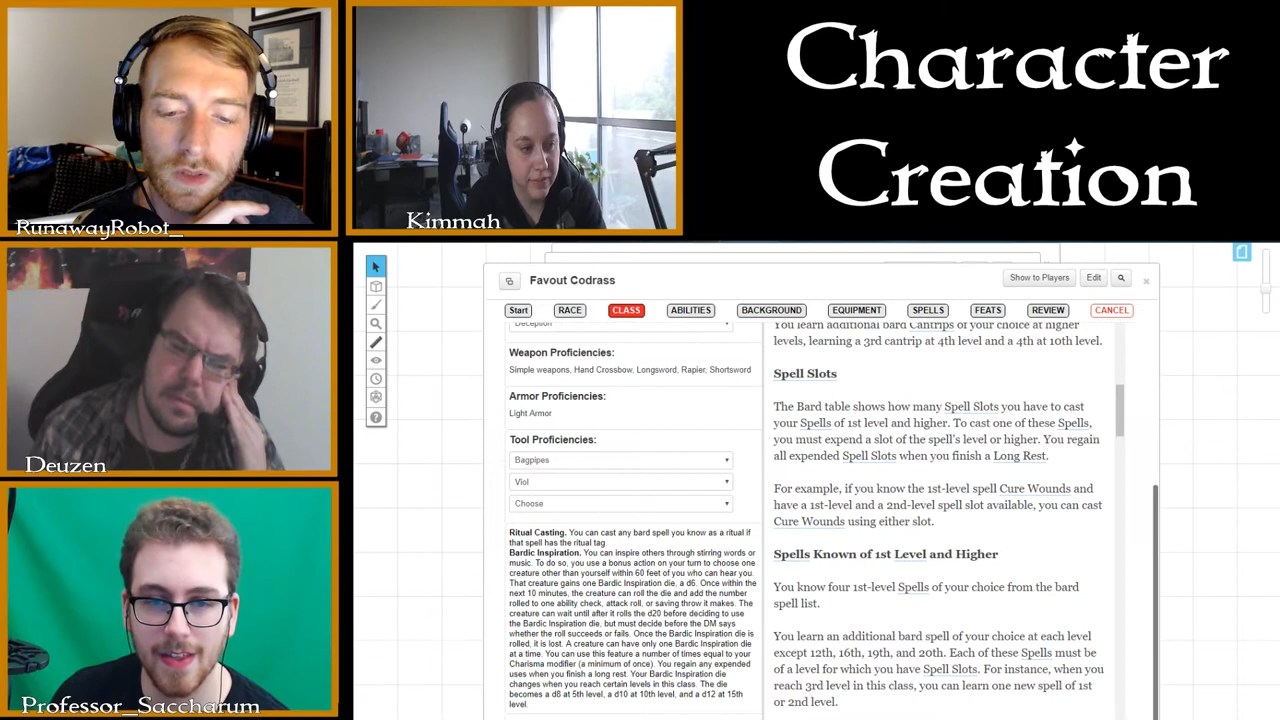 Character
Creation
RunawayRobot_
Kimmah
Deuzen
Professor_Saccharum
Favout Codrass
Show to Players
Edit
Start
RACE
CLASS
ABILITIES
BACKGROUND
EQUIPMENT
SPELLS
FEATS
REVIEW
CANCEL
Deception
Weapon Proficiencies:
Simple weapons, Hand Crossbow, Longsword, Rapier, Shortsword
Armor Proficiencies:
Light Armor
Tool Proficiencies:
Bagpipes
Viol
Choose
Ritual Casting. You can cast any bard spell you know as a ritual if
that spell has the ritual tag.
Bardic Inspiration. You can inspire others through stirring words or
music. To do so, you use a bonus action on your turn to choose one
creature other than yourself within 60 feet of you who can hear you.
That creature gains one Bardic Inspiration die, a d6. Once within the
next 10 minutes, the creature can roll the die and add the number
rolled to one ability check, attack roll, or saving throw it makes. The
creature can wait until after it rolls the d20 before deciding to use
the Bardic Inspiration die, but must decide before the DM says
whether the roll succeeds or fails. Once the Bardic Inspiration die is
rolled, it is lost. A creature can have only one Bardic Inspiration die
at a time. You can use this feature a number of times equal to your
Charisma modifier (a minimum of once). You regain any expended
uses when you finish a long rest. Your Bardic Inspiration die
changes when you reach certain levels in this class. The die
becomes a d8 at 5th level, a d10 at 10th level, and a d12 at 15th
level.
You learn additional bard Cantrips of your choice at higher
levels, learning a 3rd cantrip at 4th level and a 4th at 10th level.
Spell Slots
The Bard table shows how many Spell Slots you have to cast
your Spells of 1st level and higher. To cast one of these Spells,
you must expend a slot of the spell's level or higher. You regain
all expended Spell Slots when you finish a Long Rest.
For example, if you know the 1st-level spell Cure Wounds and
have a 1st-level and a 2nd-level spell slot available, you can cast
Cure Wounds using either slot.
Spells Known of 1st Level and Higher
You know four 1st-level Spells of your choice from the bard
spell list.
You learn an additional bard spell of your choice at each level
except 12th, 16th, 19th, and 20th. Each of these Spells must be
of a level for which you have Spell Slots. For instance, when you
reach 3rd level in this class, you can learn one new spell of 1st
or 2nd level.